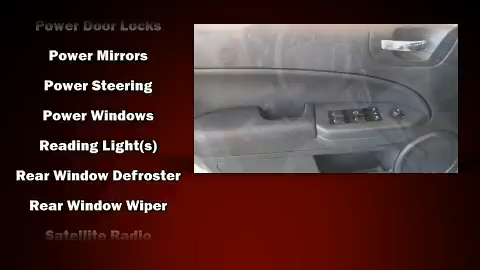 Power Door Locks
Power Mirrors
Power Steering
Power Windows
Reading Light(s)
Rear Window Defroster
Rear Window Wiper
Satellite Radio